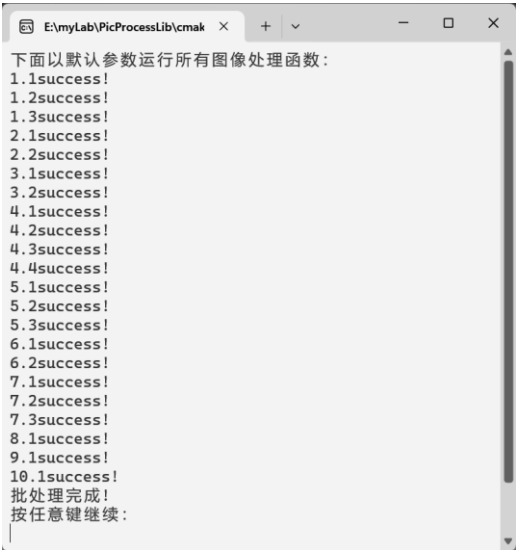 E:\myLab\PicProcessLib\cmak
下面以默认参数运行所有图像处理函数:
1.1success!
1.2success!
1.3success!
2.1success!
2.2success!
3.1success!
3.2success!
4.1success!
4.2success!
4.3success!
4.4success!
5.1success!
5.2success!
5.3success!
6.1success!
6.2success!
7.1success!
7.2success!
7.3success!
8.1success!
9.1success!
10.1success!
批处理完成!
按任意键继续: